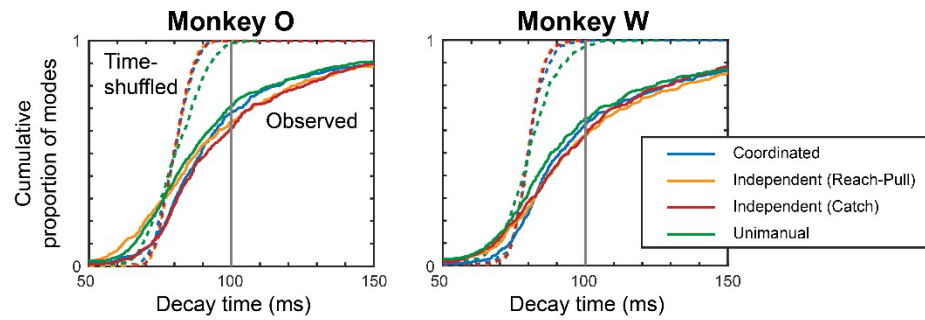 Monkey O
Monkey W
Cumulative
proportion of modes
1
0
Time-
shuffled
Observed
50
100
150
Decay time (ms)
1
0
50
100
150
Decay time (ms)
Coordinated
Independent (Reach-Pull)
Independent (Catch)
Unimanual